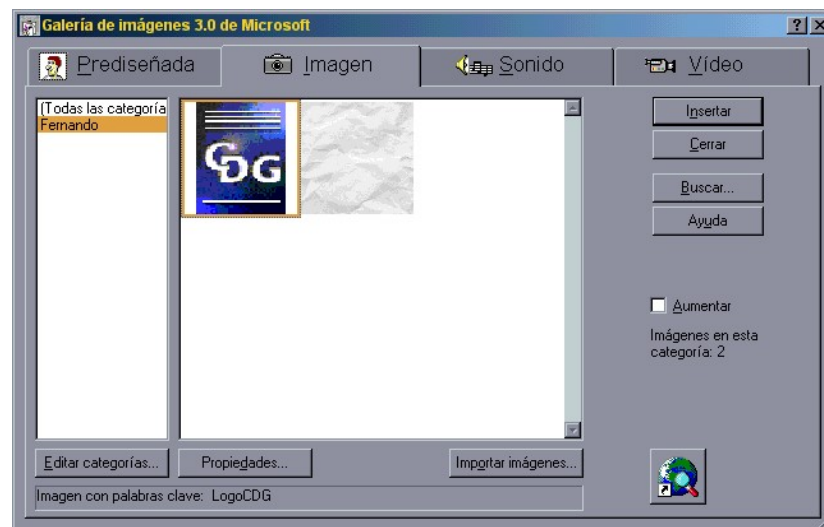 Galería de imágenes 3.0 de Microsoft
Prediseñada
Imagen
Sonido
Vídeo
(Todas las categoría
Fernando
CDG
Insertar
Cerrar
Buscar...
Ayuda
Aumentar
Imágenes en esta
categoría: 2
Editar categorías...
Propiedades...
Importar imágenes...
Imagen con palabras clave: LogoCDG